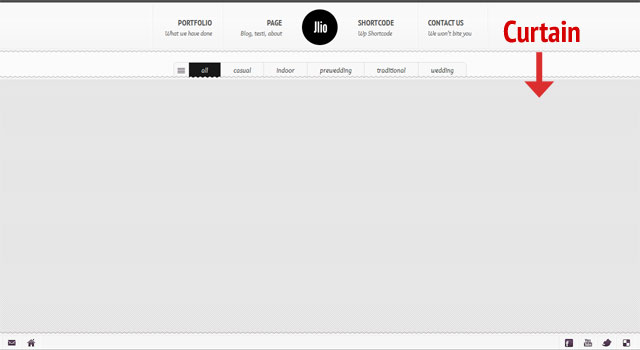 PORTFOLIO
What we have done
PAGE
Blog, testi, about
Jlio
SHORTCODE
Wp Shortcode
CONTACT US
We won't bite you
Curtain
all casual indoor prewedding traditional wedding